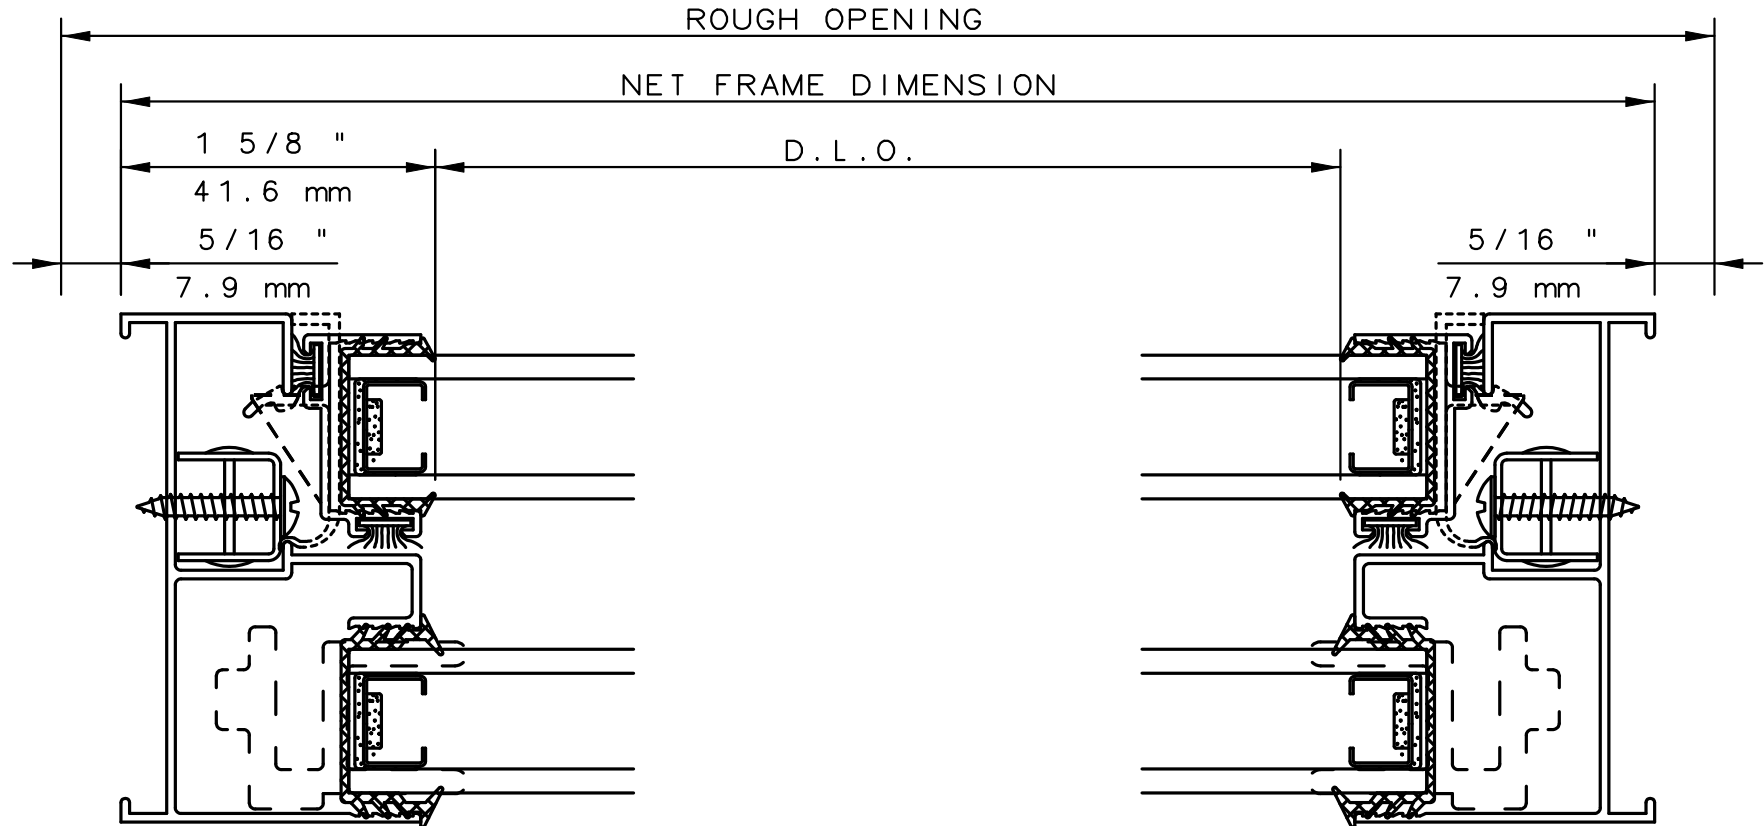 ROUGH OPENING
NET FRAME DIMENSION
1 5/8 "
41.6 mm
D.L.O.
5/16 "
7.9 mm
5/16 "
7.9 mm